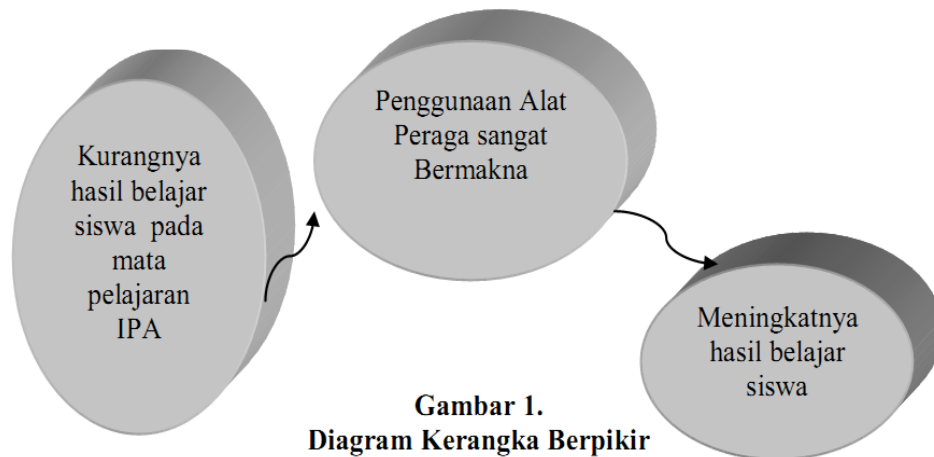 Kurangnya
hasil belajar
siswa pada
mata
pelajaran
IPA
Penggunaan Alat
Peraga sangat
Bermakna
Meningkatnya
hasil belajar
siswa
Gambar 1.
Diagram Kerangka Berpikir